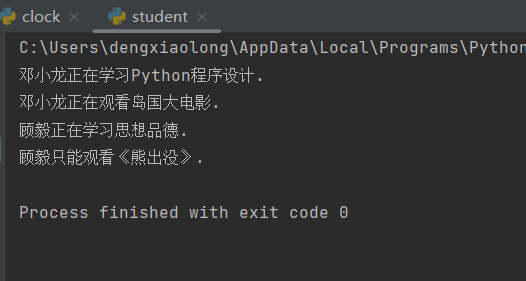 clock
student
C:\Users\dengxiaolong\AppData\Local\Programs\Python
邓小龙正在学习Python程序设计.
邓小龙正在观看岛国大电影.
顾毅正在学习思想品德.
顾毅只能观看《熊出没》.
Process finished with exit code 0